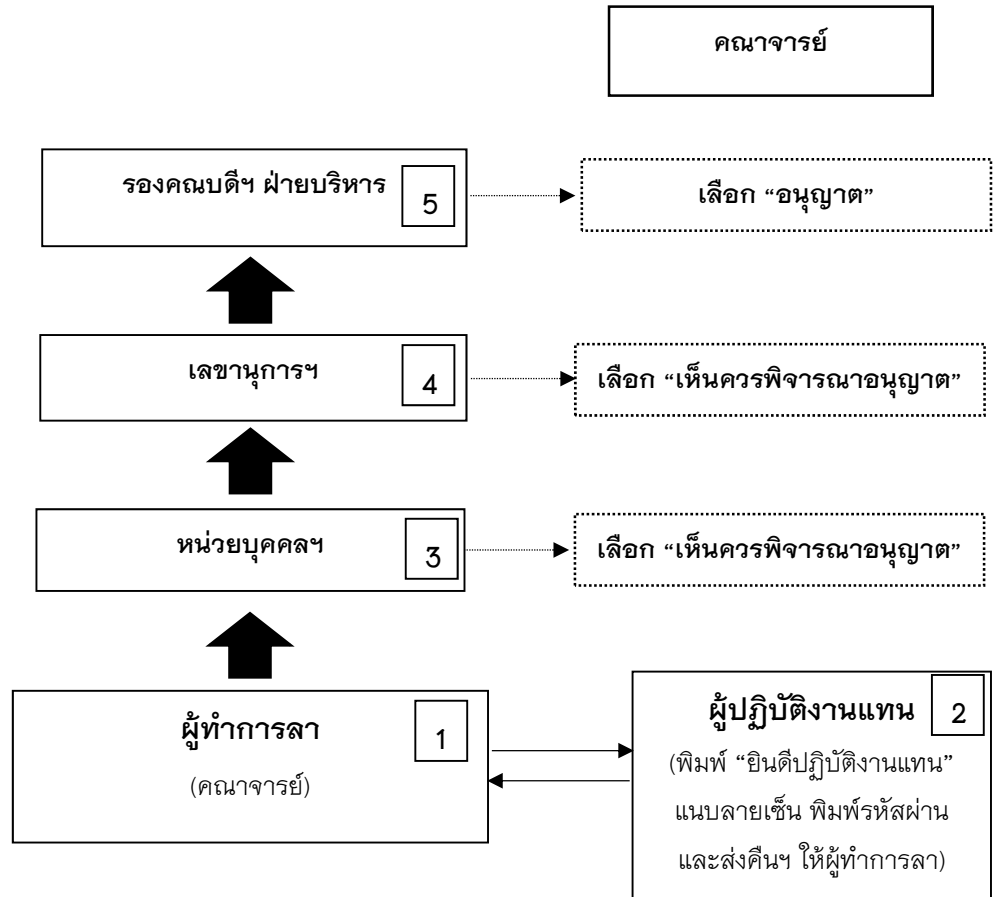 คณาจารย์
รองคณบดีฯ ฝ่ายบริหาร
5
เลือก “อนุญาต”
เลขานุการฯ
4
เลือก “เห็นควรพิจารณาอนุญาต”
หน่วยบุคคลฯ
3
เลือก “เห็นควรพิจารณาอนุญาต”
ผู้ทำการลา
1
(คณาจารย์)
ผู้ปฏิบัติงานแทน
2
(พิมพ์ “ยินดีปฏิบัติงานแทน”
แนบลายเซ็น พิมพ์รหัสผ่าน
และส่งคืนฯ ให้ผู้ทำการลา)